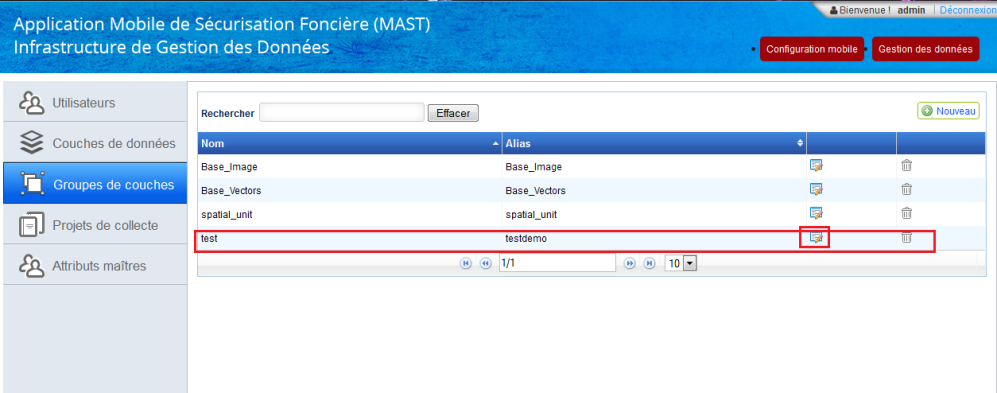 Bienvenue ! admin | Déconnexion
Application Mobile de Sécurisation Foncière (MAST)
Infrastructure de Gestion des Données
Configuration mobile
Gestion des données
Utilisateurs
Couches de données
Groupes de couches
Projets de collecte
Attributs maîtres
Rechercher
Effacer
Nouveau
Nom Alias
Base_Image Base_Image
Base_Vectors Base_Vectors
spatial_unit spatial_unit
test testdemo
1/1
10